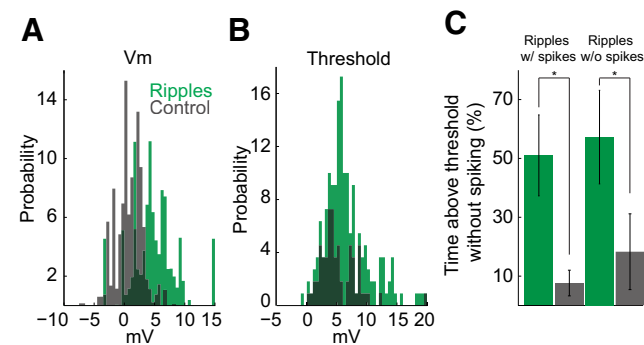 A
Vm
Ripples
Control
Probability
14
10
6
2
−10 −5 0 5 10 15
mV
B
Threshold
Probability
16
12
8
4
0
−5 0 5 10 15 20
mV
C
Ripples w/ spikes
Ripples w/o spikes
* *
Time above threshold
without spiking (%)
70
50
30
10